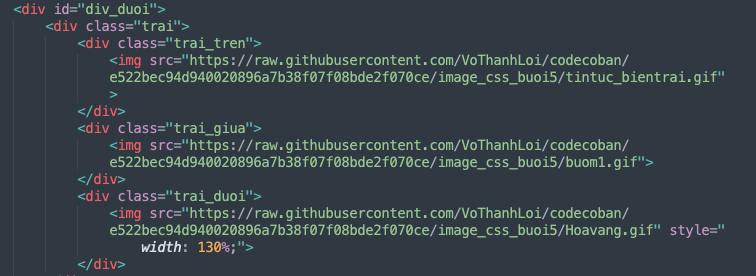 <div id="div_duoi">
<div class="trai">
<div class="trai_tren">
<img src="https://raw.githubusercontent.com/VoThanhLoi/codecoban/
e522bec94d940020896a7b38f07f08bde2f070ce/image_css_buoi5/tintuc_bientrai.gif"
>
</div>
<div class="trai_giua">
<img src="https://raw.githubusercontent.com/VoThanhLoi/codecoban/
e522bec94d940020896a7b38f07f08bde2f070ce/image_css_buoi5/buom1.gif">
</div>
<div class="trai_duoi">
<img src="https://raw.githubusercontent.com/VoThanhLoi/codecoban/
e522bec94d940020896a7b38f07f08bde2f070ce/image_css_buoi5/Hoavang.gif" style="
width: 130%;">
</div>